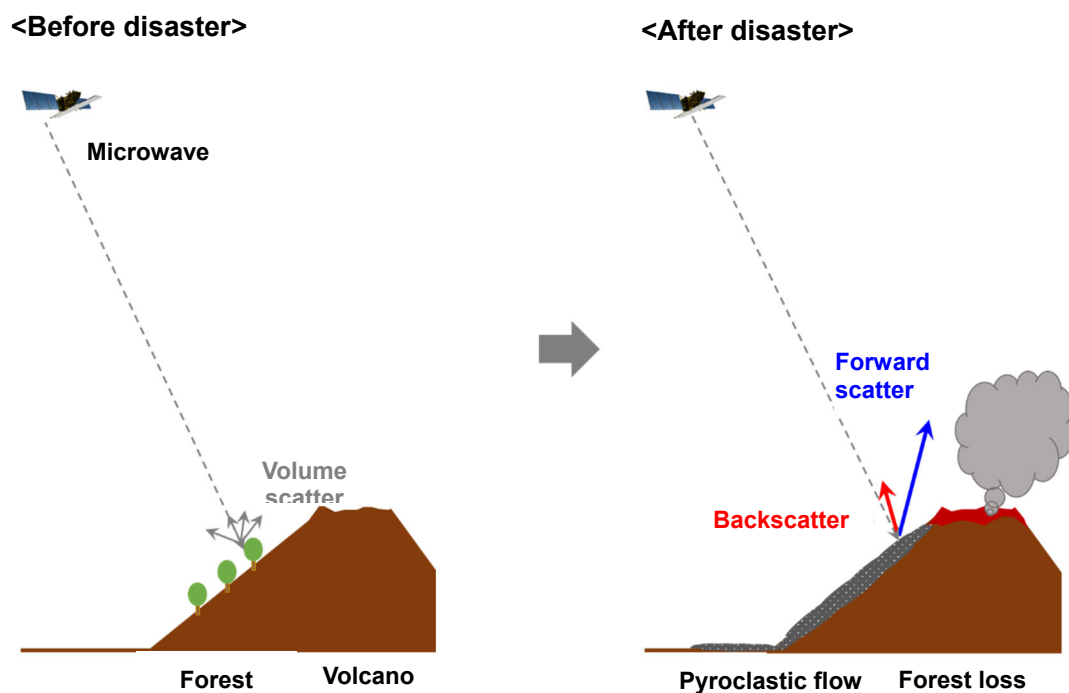 <Before disaster>
<After disaster>
Microwave
Forward
scatter
Volume
scatter
Backscatter
Forest
Volcano
Pyroclastic flow
Forest loss